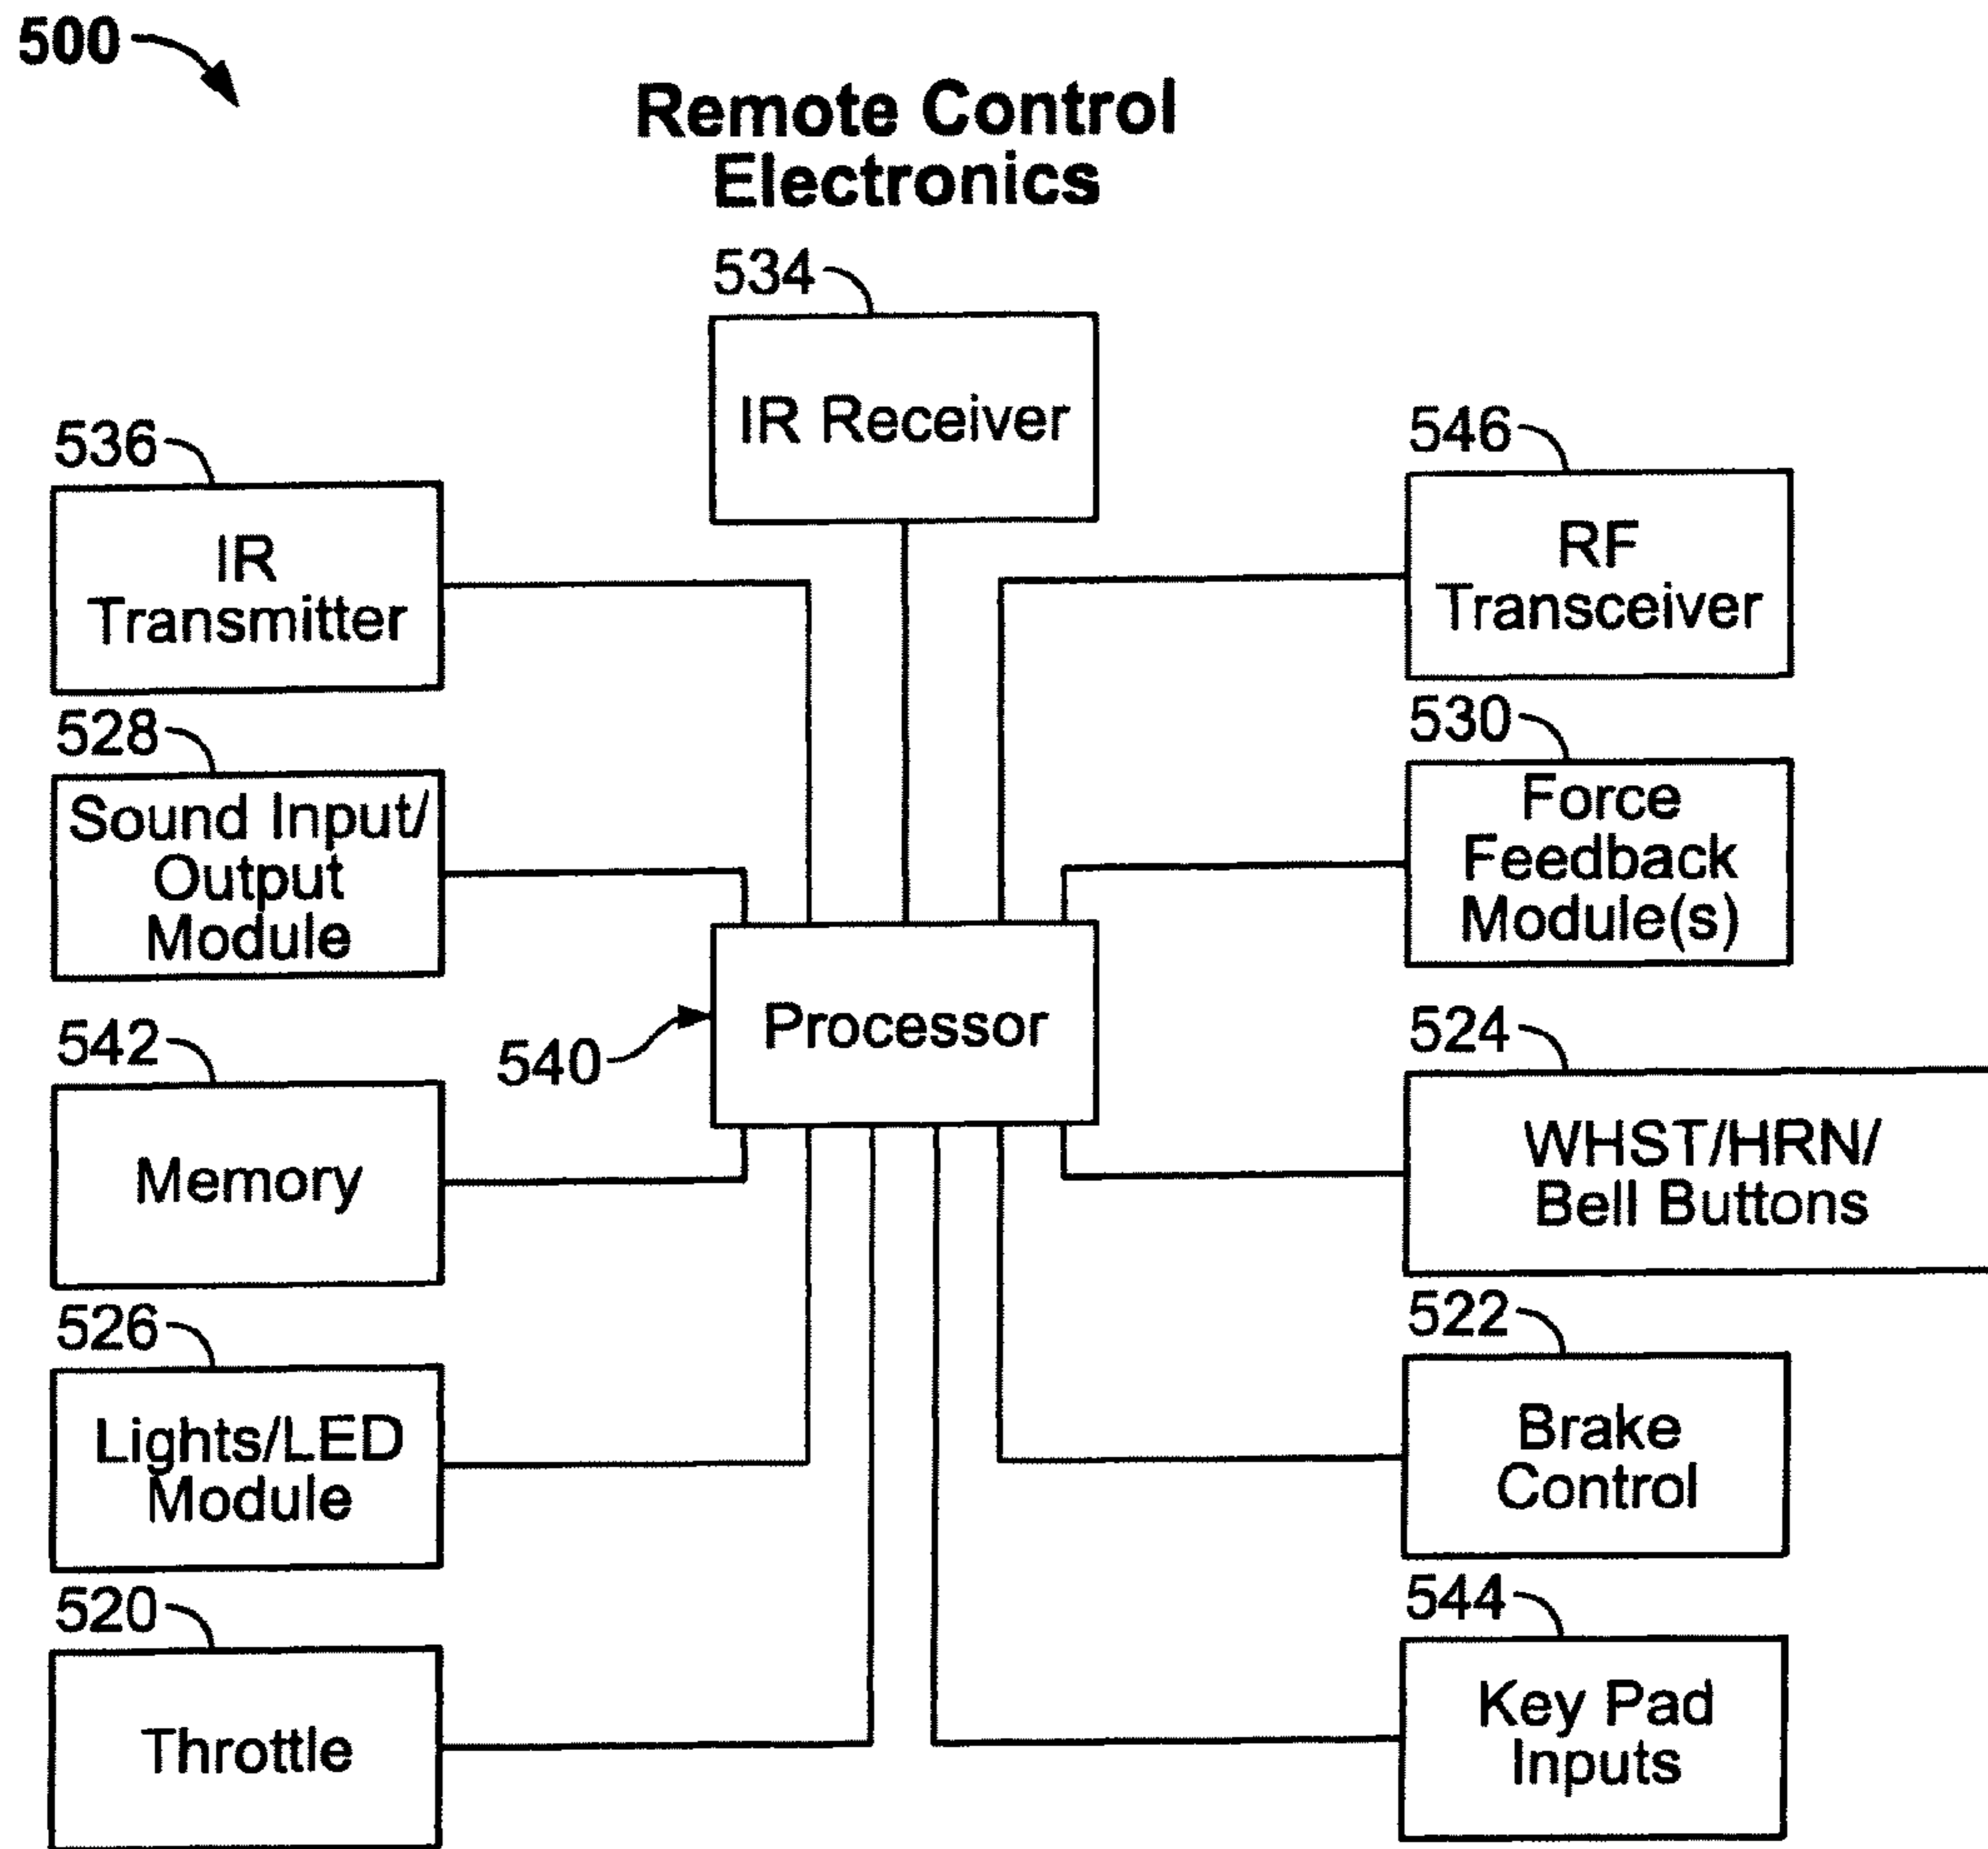 500
Remote Control
Electronics
534
IR Receiver
536
IR
Transmitter
546
RF
Transceiver
528
Sound Input/
Output
Module
530
Force
Feedback
Module(s)
540
Processor
542
Memory
524
WHST/HRN/
Bell Buttons
526
Lights/LED
Module
522
Brake
Control
520
Throttle
544
Key Pad
Inputs